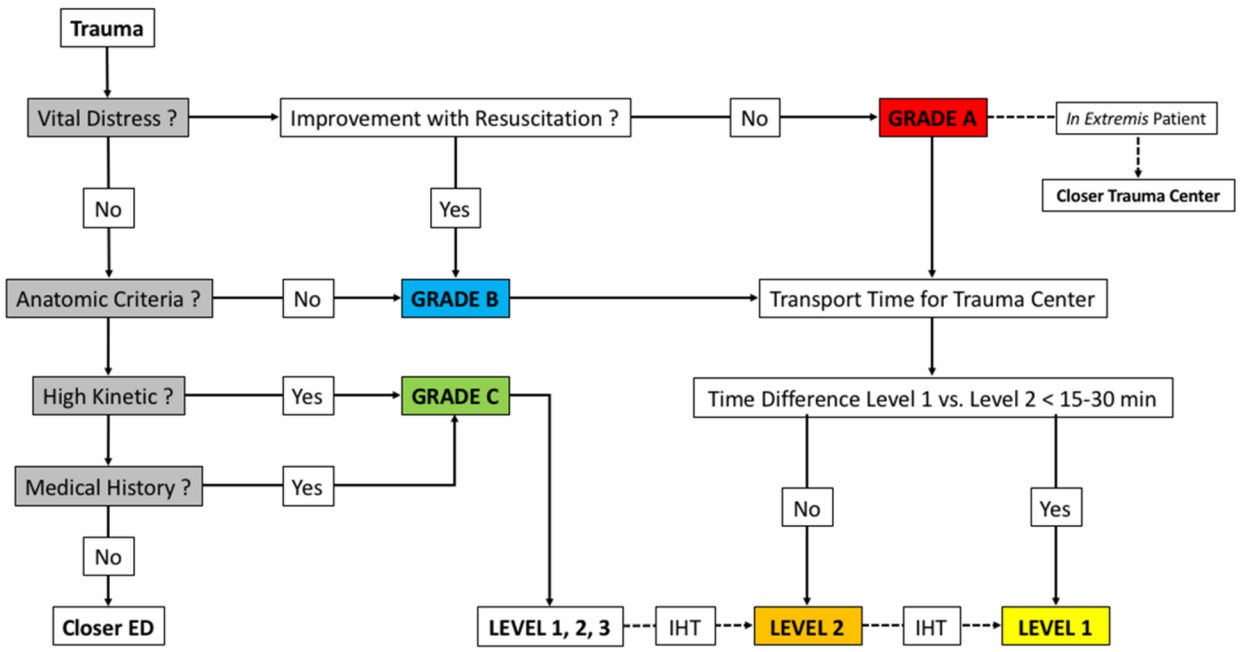 Trauma
Vital Distress ?
Improvement with Resuscitation ?
No
GRADE A
In Extremis Patient
Closer Trauma Center
No
Yes
Anatomic Criteria ?
No
GRADE B
Transport Time for Trauma Center
High Kinetic ?
Yes
GRADE C
Time Difference Level 1 vs. Level 2 < 15-30 min
Medical History ?
Yes
No
Yes
No
Closer ED
LEVEL 1, 2, 3
IHT
LEVEL 2
IHT
LEVEL 1